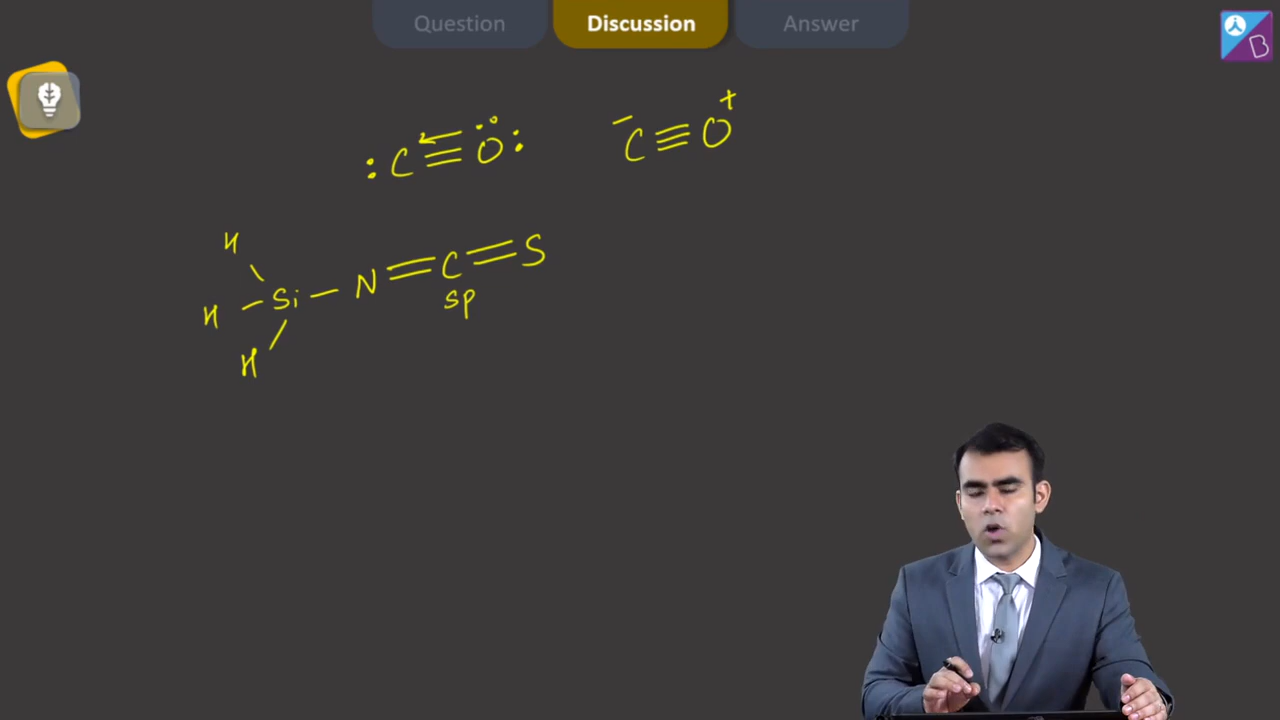 Question Discussion Answer
B
:C≡Ö: ⁻C≡O⁺
H
H–Si–N=C=S
sp
H